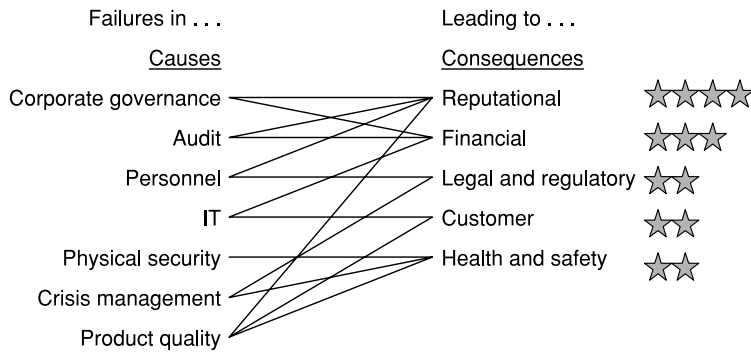 Failures in . . .
Leading to . . .
Causes
Consequences
Corporate governance
Reputational
Audit
Financial
Personnel
Legal and regulatory
IT
Customer
Physical security
Health and safety
Crisis management
Product quality